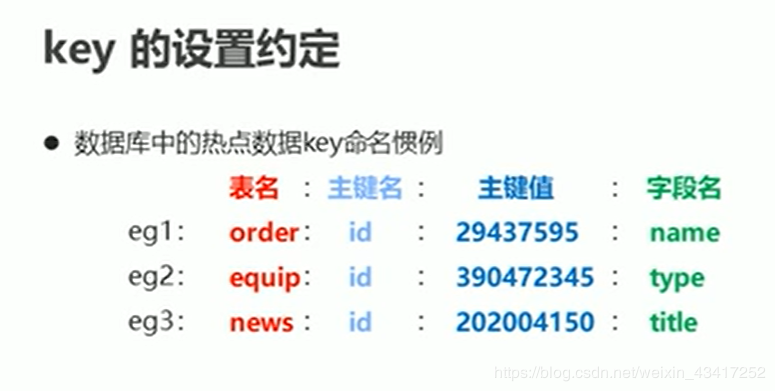 key 的设置约定
● 数据库中的热点数据key命名惯例
表名 : 主键名 : 主键值 : 字段名
eg1: order: id : 29437595 : name
eg2: equip: id : 390472345 : type
eg3: news : id : 202004150 : title
https://blog.csdn.net/weixin_43417252